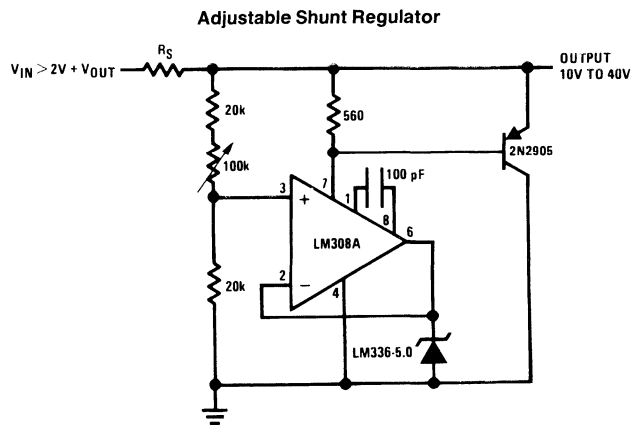 Adjustable Shunt Regulator
RS
VIN > 2V + VOUT
OUTPUT
10V TO 40V
20k
560
2N2905
100k
100 pF
7
1
3
+
8
6
LM308A
2
−
4
20k
LM336-5.0